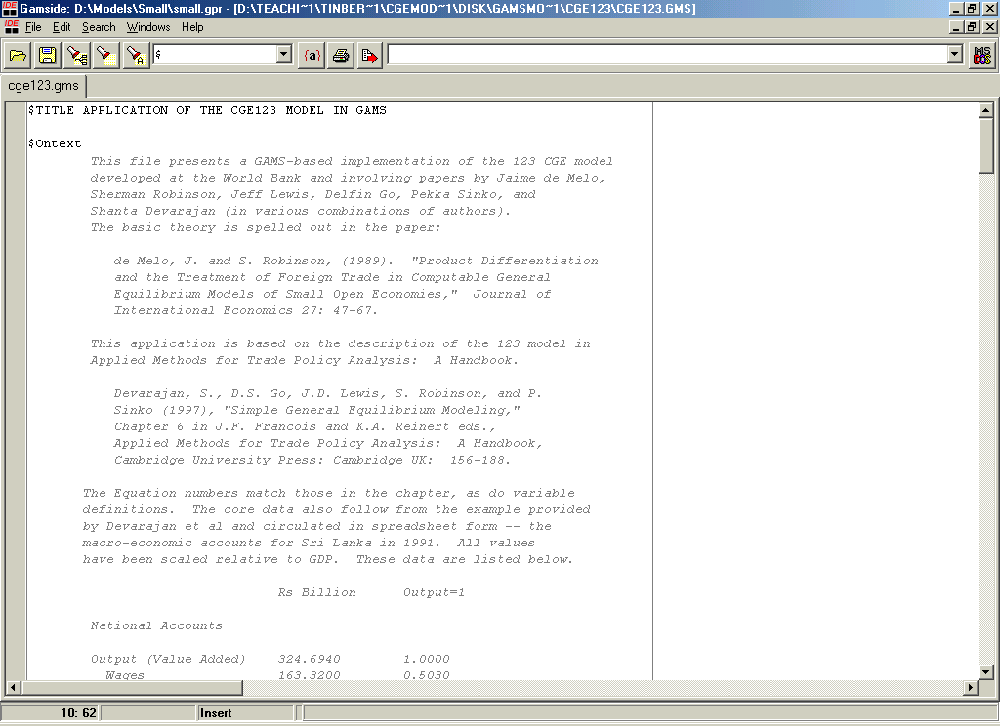 IDE Gamside: D:\Models\Small\small.gpr - [D:\TEACHI~1\TINBER~1\CGEMOD~1\DISK\GAMSMO~1\CGE123\CGE123.GMS]
IDE File Edit Search Windows Help
A $ {a} MS DOS
cge123.gms
$TITLE APPLICATION OF THE CGE123 MODEL IN GAMS
$Ontext
This file presents a GAMS-based implementation of the 123 CGE model
developed at the World Bank and involving papers by Jaime de Melo,
Sherman Robinson, Jeff Lewis, Delfin Go, Pekka Sinko, and
Shanta Devarajan (in various combinations of authors).
The basic theory is spelled out in the paper:
de Melo, J. and S. Robinson, (1989). "Product Differentiation
and the Treatment of Foreign Trade in Computable General
Equilibrium Models of Small Open Economies," Journal of
International Economics 27: 47-67.
This application is based on the description of the 123 model in
Applied Methods for Trade Policy Analysis: A Handbook.
Devarajan, S., D.S. Go, J.D. Lewis, S. Robinson, and P.
Sinko (1997), "Simple General Equilibrium Modeling,"
Chapter 6 in J.F. Francois and K.A. Reinert eds.,
Applied Methods for Trade Policy Analysis: A Handbook,
Cambridge University Press: Cambridge UK: 156-188.
The Equation numbers match those in the chapter, as do variable
definitions. The core data also follow from the example provided
by Devarajan et al and circulated in spreadsheet form -- the
macro-economic accounts for Sri Lanka in 1991. All values
have been scaled relative to GDP. These data are listed below.
Rs Billion Output=1
National Accounts
Output (Value Added) 324.6940 1.0000
Wages 163.3200 0.5030
10: 62 Insert